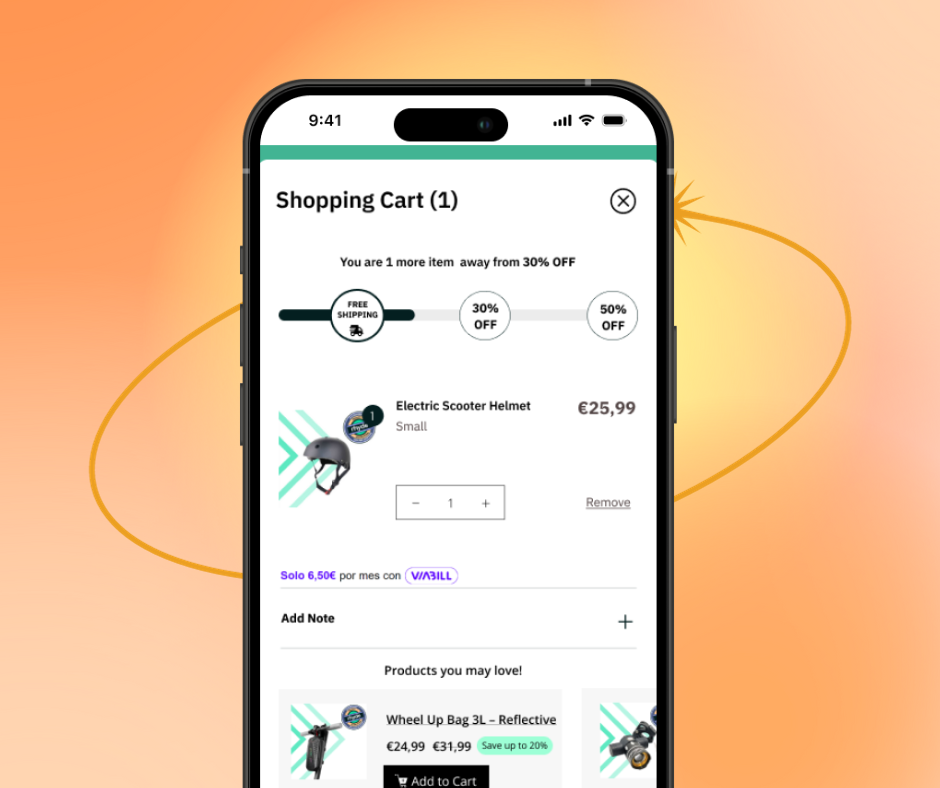 9:41
Shopping Cart (1)
You are 1 more item away from 30% OFF
FREE
SHIPPING
30%
OFF
50%
OFF
1
Electric Scooter Helmet
€25,99
Small
− 1 +
Remove
Solo 6,50€ por mes con VIABILL
Add Note
+
Products you may love!
Wheel Up Bag 3L – Reflective
€24,99 €31,99 Save up to 20%
Add to Cart